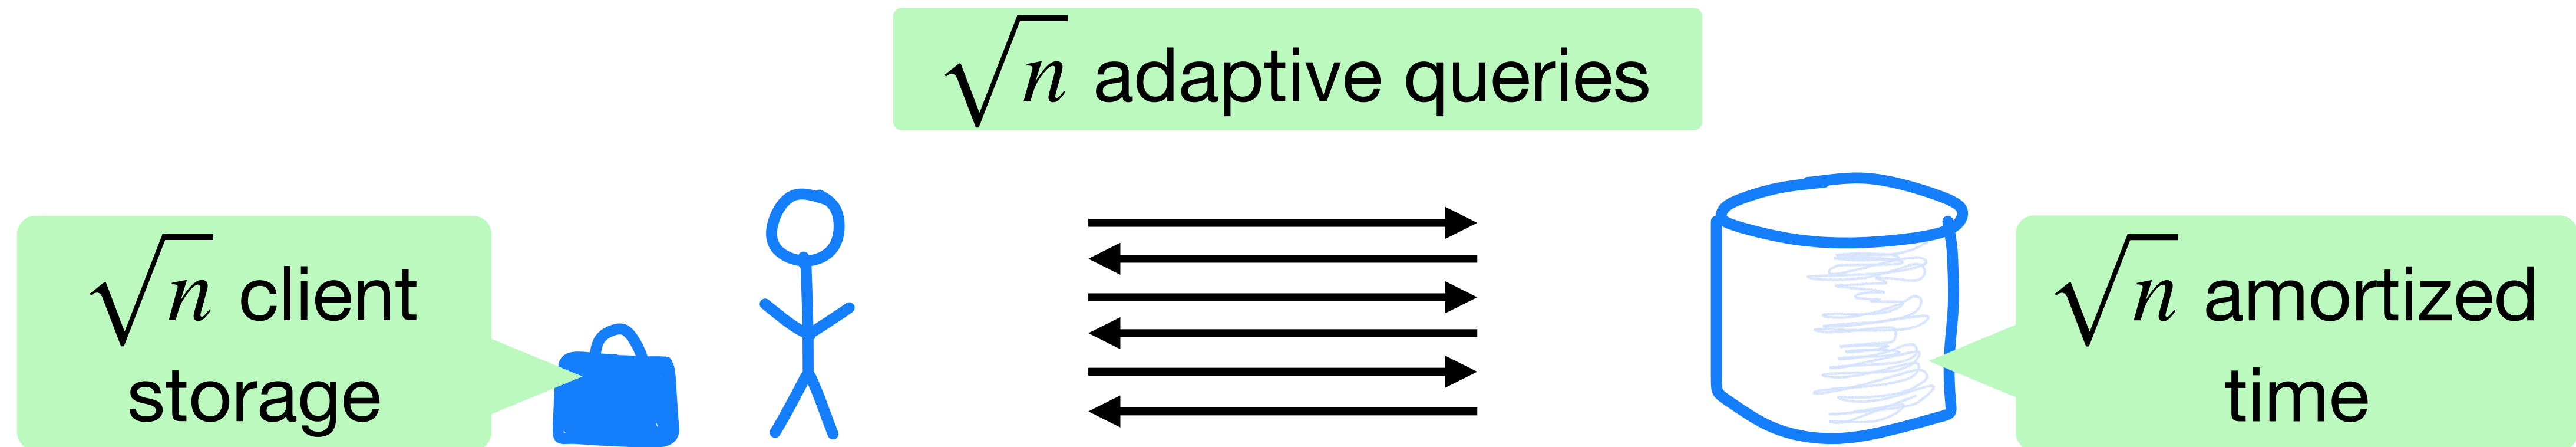 √n adaptive queries
√n client
storage
√n amortized
time